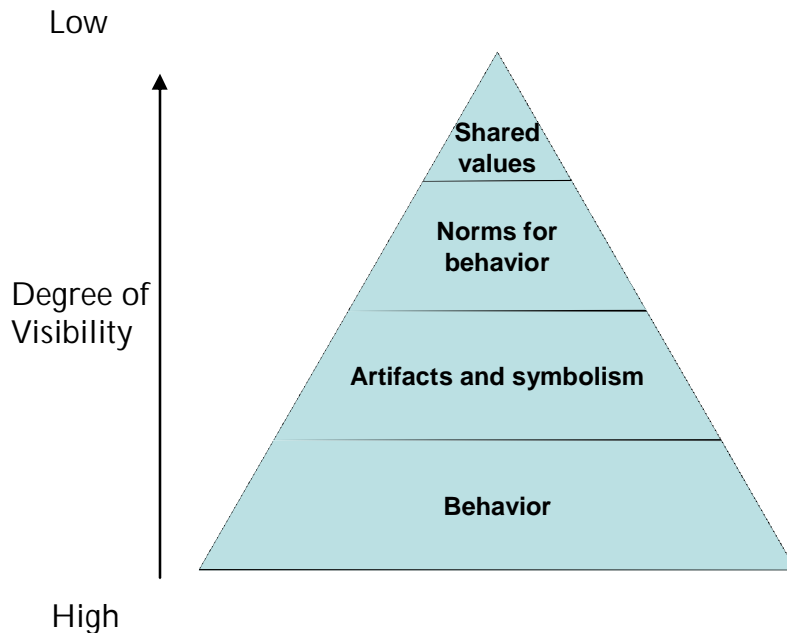 Low
Shared
values
Norms for
behavior
Degree of
Visibility
Artifacts and symbolism
Behavior
High